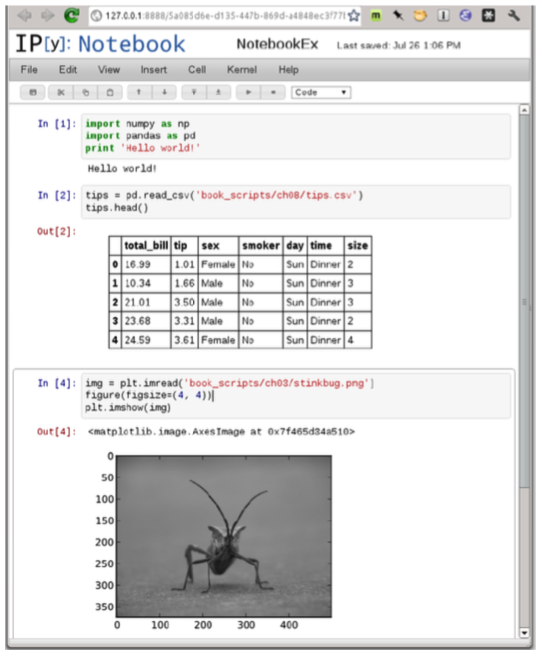 127.0.0.1:8888/5a085d6e-d135-447b-869d-a4848ec3f77
IP[y]: Notebook NotebookEx Last saved: Jul 26 1:06 PM
File Edit View Insert Cell Kernel Help
Code
In [1]: import numpy as np
import pandas as pd
print 'Hello world!'
Hello world!
In [2]: tips = pd.read_csv('book_scripts/ch08/tips.csv')
tips.head()
Out[2]:
total_bill tip sex smoker day time size
0 16.99 1.01 Female No Sun Dinner 2
1 10.34 1.66 Male No Sun Dinner 3
2 21.01 3.50 Male No Sun Dinner 3
3 23.68 3.31 Male No Sun Dinner 2
4 24.59 3.61 Female No Sun Dinner 4
In [4]: img = plt.imread('book_scripts/ch03/stinkbug.png')
figure(figsize=(4, 4))
plt.imshow(img)
Out[4]: <matplotlib.image.AxesImage at 0x7f465d34a510>
0
50
100
150
200
250
300
350
0 100 200 300 400